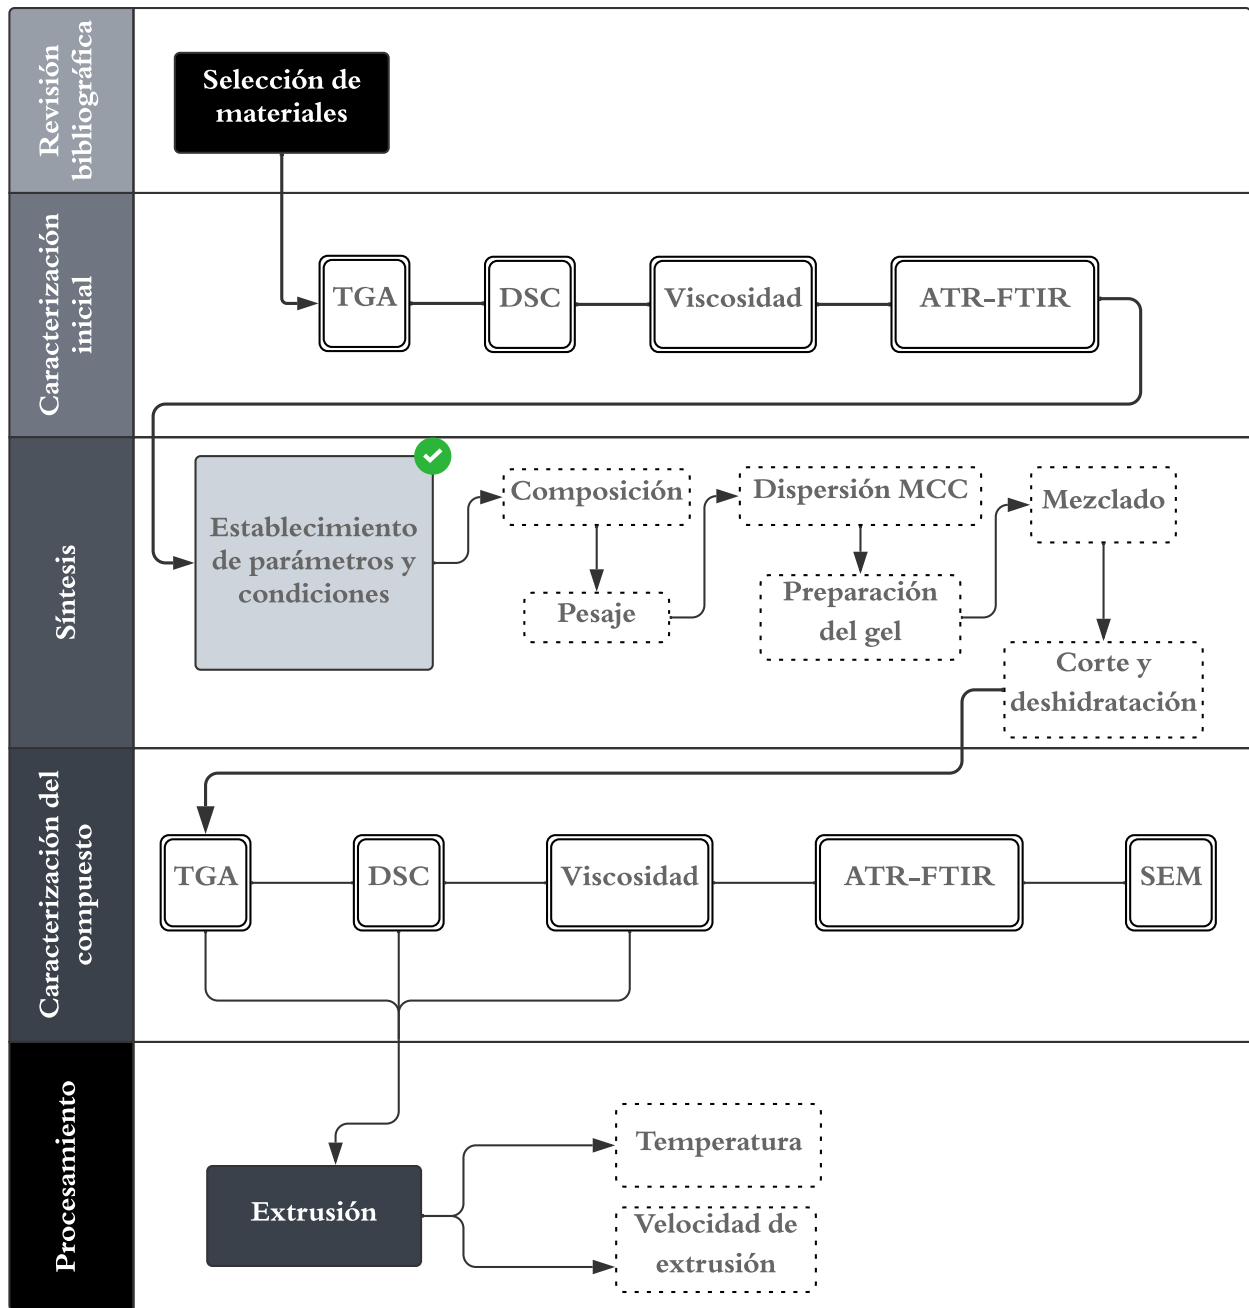 Revisión
bibliográfica
Selección de
materiales
Caracterización
inicial
TGA
DSC
Viscosidad
ATR-FTIR
Síntesis
Establecimiento
de parámetros y
condiciones
Composición
Pesaje
Dispersión MCC
Preparación
del gel
Mezclado
Corte y
deshidratación
Caracterización del
compuesto
TGA
DSC
Viscosidad
ATR-FTIR
SEM
Procesamiento
Extrusión
Temperatura
Velocidad de
extrusión